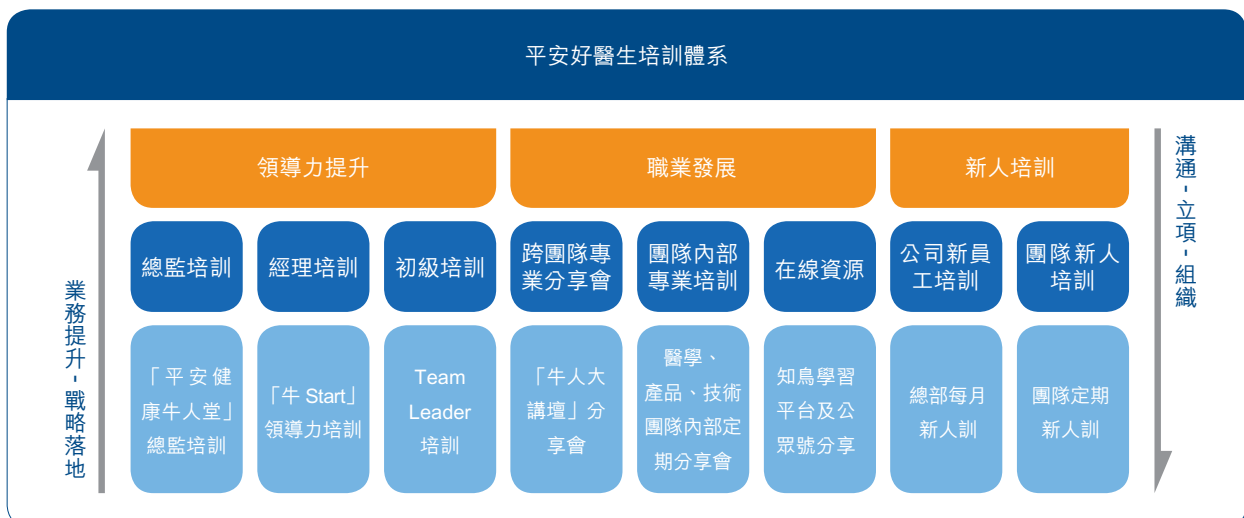 平安好醫生培訓體系
領導力提升
職業發展
新人培訓
總監培訓
經理培訓
初級培訓
跨團隊專
業分享會
團隊內部
專業培訓
在線資源
公司新員
工培訓
團隊新人
培訓
「平安健
康牛人堂」
總監培訓
「牛 Start」
領導力培訓
Team
Leader
培訓
「牛人大
講壇」分
享會
醫學、
產品、技術
團隊內部定
期分享會
知鳥學習
平台及公
眾號分享
總部每月
新人訓
團隊定期
新人訓
業務提升-戰略落地
溝通-立項-組織